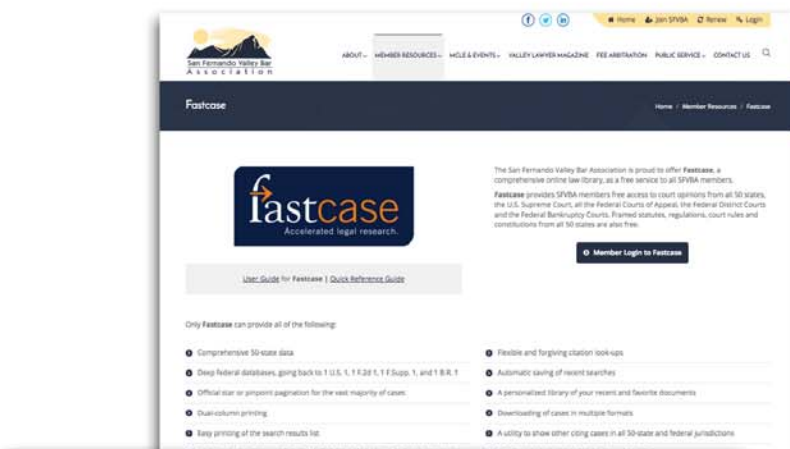 Home Join SFVBA Renew Login
San Fernando Valley Bar
Association
ABOUT MEMBER RESOURCES MCLE & EVENTS VALLEY LAWYER MAGAZINE FEE ARBITRATION PUBLIC SERVICE CONTACT US
Fastcase
Home / Member Resources / Fastcase
fastcase
Accelerated legal research.
User Guide for Fastcase | Quick Reference Guide
The San Fernando Valley Bar Association is proud to offer Fastcase, a
comprehensive online law library, as a free service to all SFVBA members.
Fastcase provides SFVBA members free access to court opinions from all 50 states,
the U.S. Supreme Court, all the Federal Courts of Appeal, the Federal District Courts
and the Federal Bankruptcy Courts. Framed statutes, regulations, court rules and
constitutions from all 50 states are also free.
Member Login to Fastcase
Only Fastcase can provide all of the following:
Comprehensive 50-state data
Deep federal databases, going back to 1 U.S. 1, 1 F.2d 1, 1 F.Supp. 1, and 1 B.R. 1
Official star or pinpoint pagination for the vast majority of cases
Dual-column printing
Easy printing of the search results list
Flexible and forgiving citation look-ups
Automatic saving of recent searches
A personalized library of your recent and favorite documents
Downloading of cases in multiple formats
A utility to show other citing cases in all 50-state and federal jurisdictions